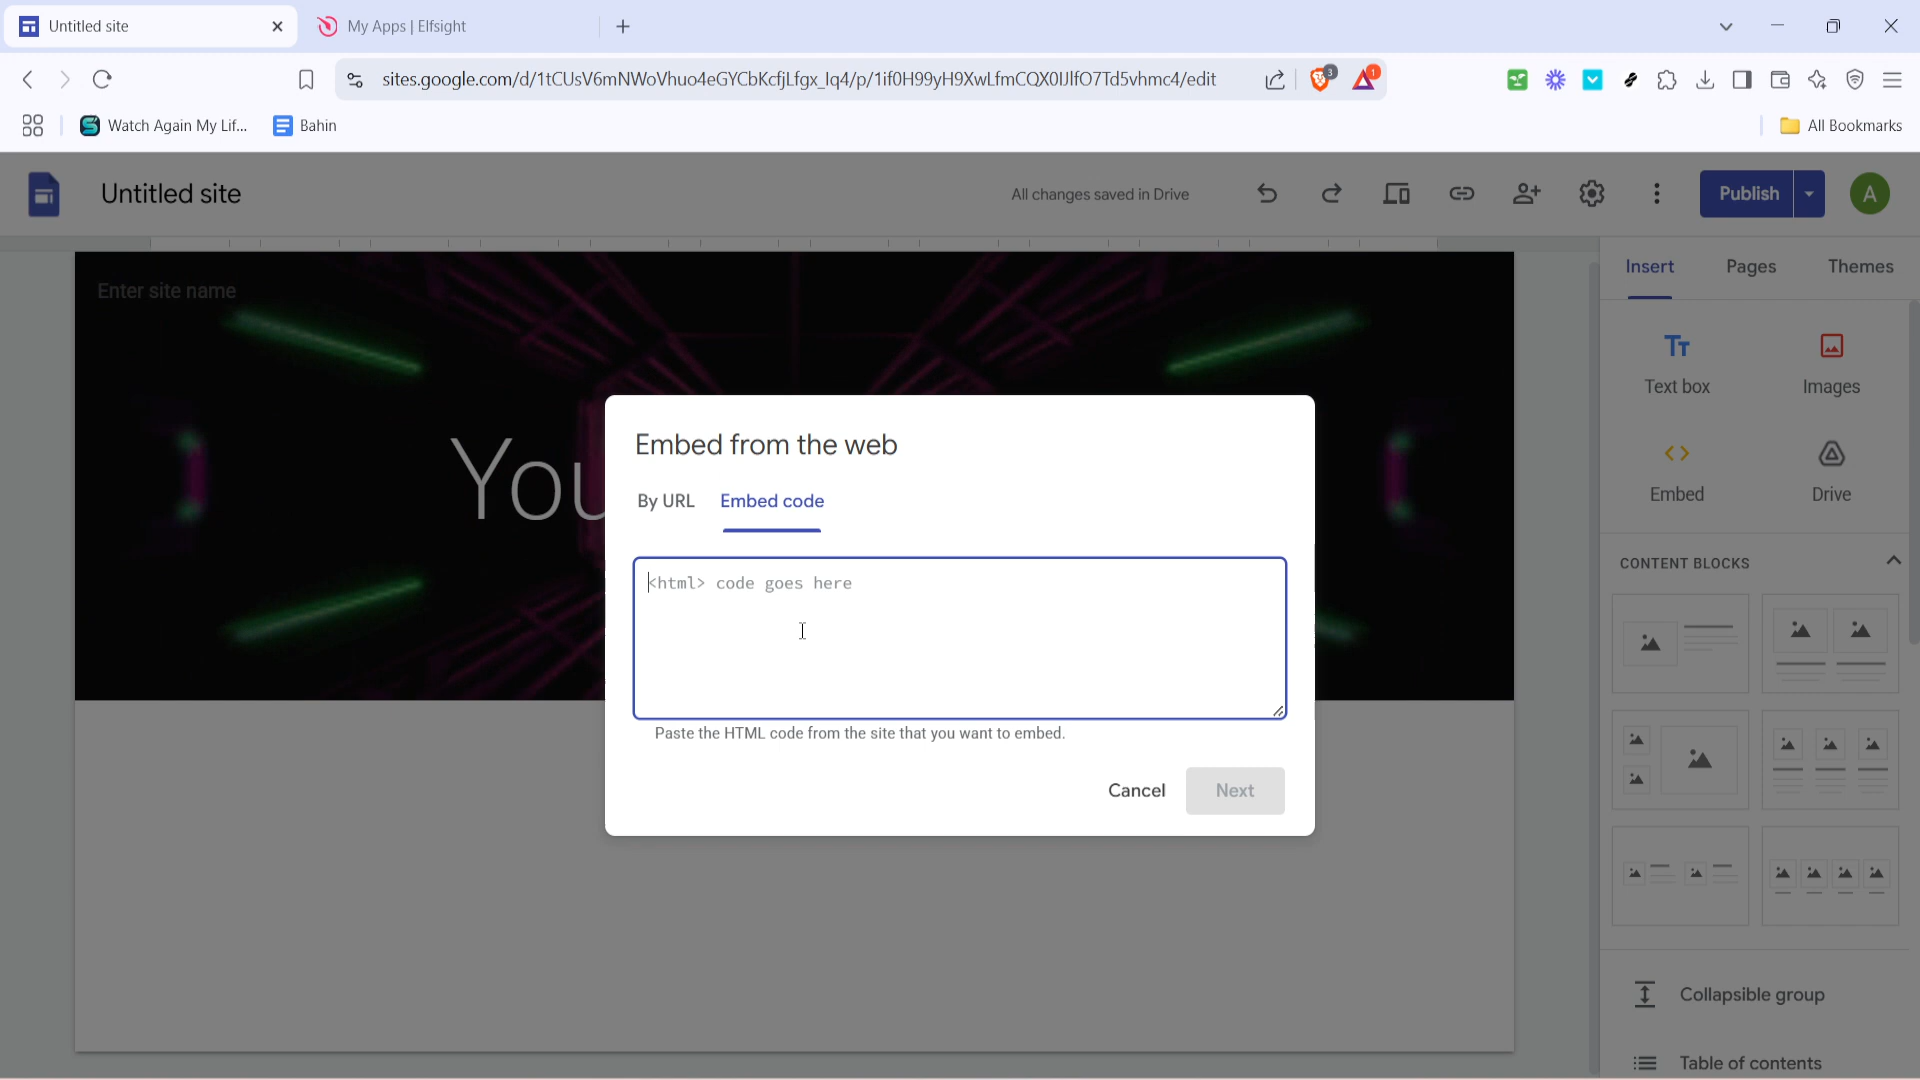 Untitled site
My Apps | Elfsight
sites.google.com/d/1tCUsV6mNWoVhuo4eGYCbKcfjLfgx_Iq4/p/1if0H99yH9XwLfmCQX0IJlfO7Td5vhmc4/edit
3
1
Watch Again My Lif...
Bahin
All Bookmarks
Untitled site
All changes saved in Drive
Publish
A
Enter site name
You
Insert
Pages
Themes
Text box
Images
Embed
Drive
CONTENT BLOCKS
Embed from the web
By URL
Embed code
<html> code goes here
Paste the HTML code from the site that you want to embed.
Cancel
Next
Collapsible group
Table of contents